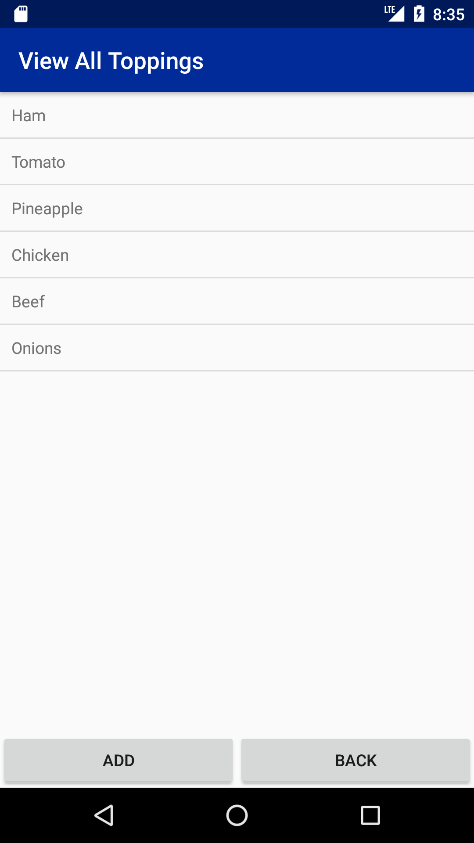 LTE 8:35
View All Toppings
Ham
Tomato
Pineapple
Chicken
Beef
Onions
ADD BACK